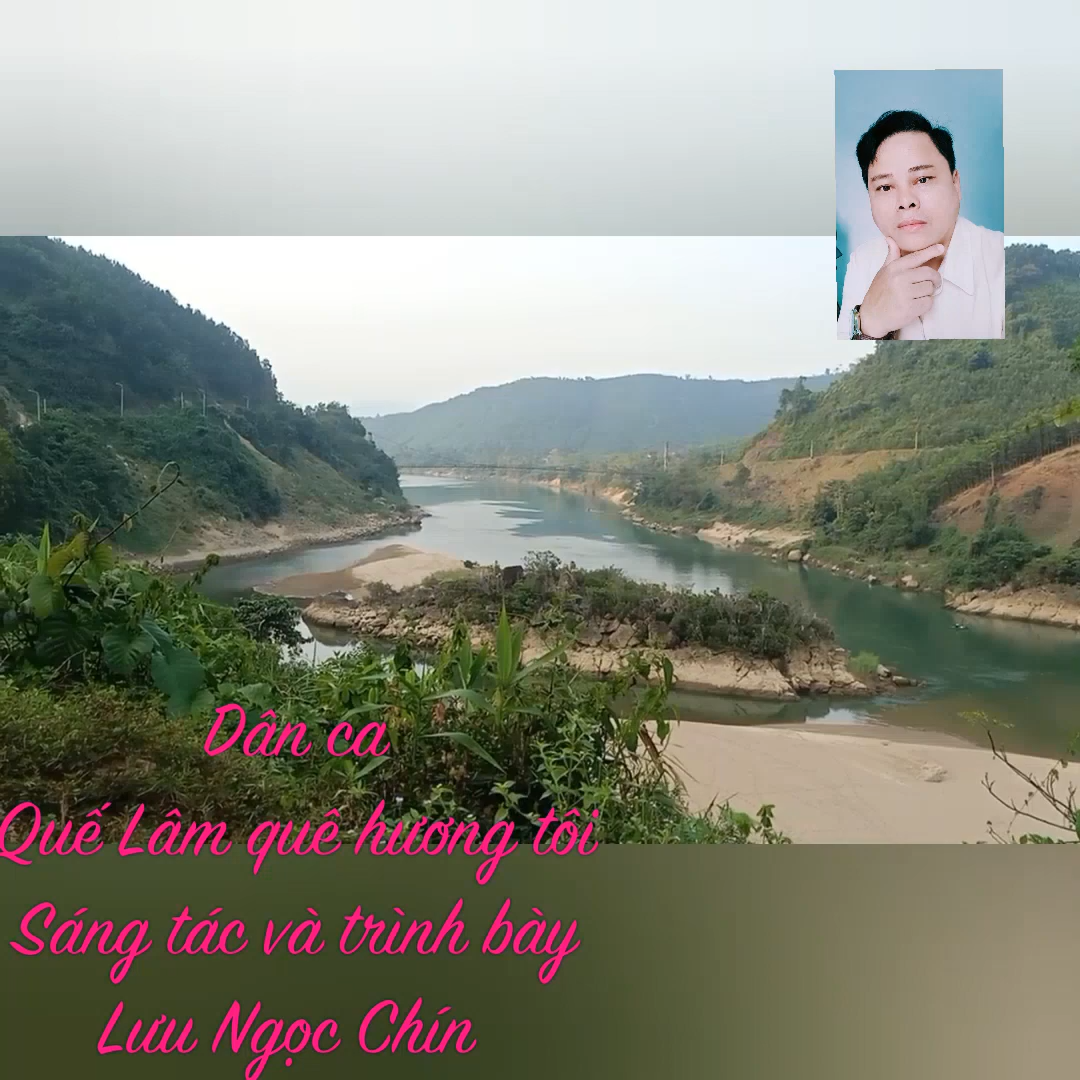 Dân ca
Quế Lâm quê hương tôi
Sáng tác và trình bày
Lưu Ngọc Chín